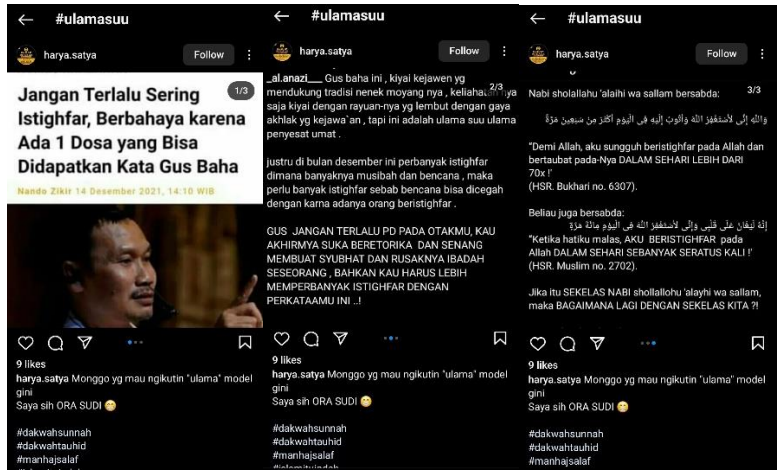 #ulamasuu
harya.satya
Follow
1/3
Jangan Terlalu Sering
Istighfar, Berbahaya karena
Ada 1 Dosa yang Bisa
Didapatkan Kata Gus Baha
Nando Zikir 14 Desember 2021, 14:10 WIB
9 likes
harya.satya Monggo yg mau ngikutin "ulama" model
gini
Saya sih ORA SUDI 🤭
#dakwahsunnah
#dakwahtauhid
#manhajsalaf
#ulamasuu
harya.satya
Follow
2/3
_al.anazi___ Gus baha ini , kiyai kejawen yg
mendukung tradisi nenek moyang nya , keliahatan nya
saja kiyai dengan rayuan-nya yg lembut dengan gaya
akhlak yg kejawa`an , tapi ini adalah ulama suu ulama
penyesat umat .
justru di bulan desember ini perbanyak istighfar
dimana banyaknya musibah dan bencana , maka
perlu banyak istighfar sebab bencana bisa dicegah
dengan karna adanya orang beristighfar .
GUS JANGAN TERLALU PD PADA OTAKMU, KAU
AKHIRNYA SUKA BERETORIKA DAN SENANG
MEMBUAT SYUBHAT DAN RUSAKNYA IBADAH
SESEORANG , BAHKAN KAU HARUS LEBIH
MEMPERBANYAK ISTIGHFAR DENGAN
PERKATAAMU INI ..!
9 likes
harya.satya Monggo yg mau ngikutin "ulama" model
gini
Saya sih ORA SUDI 🤭
#dakwahsunnah
#dakwahtauhid
#manhajsalaf
#ulamasuu
harya.satya
Follow
3/3
Nabi sholallahu 'alaihi wa sallam bersabda:
وَاللَّهِ إِنِّي لَأَسْتَغْفِرُ اللَّهَ وَأَتُوبُ إِلَيْهِ فِي الْيَوْمِ أَكْثَرَ مِنْ سَبْعِينَ مَرَّةً
"Demi Allah, aku sungguh beristighfar pada Allah dan
bertaubat pada-Nya DALAM SEHARI LEBIH DARI
70x !'
(HSR. Bukhari no. 6307).
Beliau juga bersabda:
إِنَّهُ لَيُغَانُ عَلَى قَلْبِي وَإِنِّي لَأَسْتَغْفِرُ اللَّهَ فِي الْيَوْمِ مِائَةَ مَرَّةٍ
"Ketika hatiku malas, AKU BERISTIGHFAR pada
Allah DALAM SEHARI SEBANYAK SERATUS KALI !'
(HSR. Muslim no. 2702).
Jika itu SEKELAS NABI shollallohu 'alayhi wa sallam,
maka BAGAIMANA LAGI DENGAN SEKELAS KITA ?!
9 likes
harya.satya Monggo yg mau ngikutin "ulama" model
gini
Saya sih ORA SUDI 🤭
#dakwahsunnah
#dakwahtauhid
#manhajsalaf